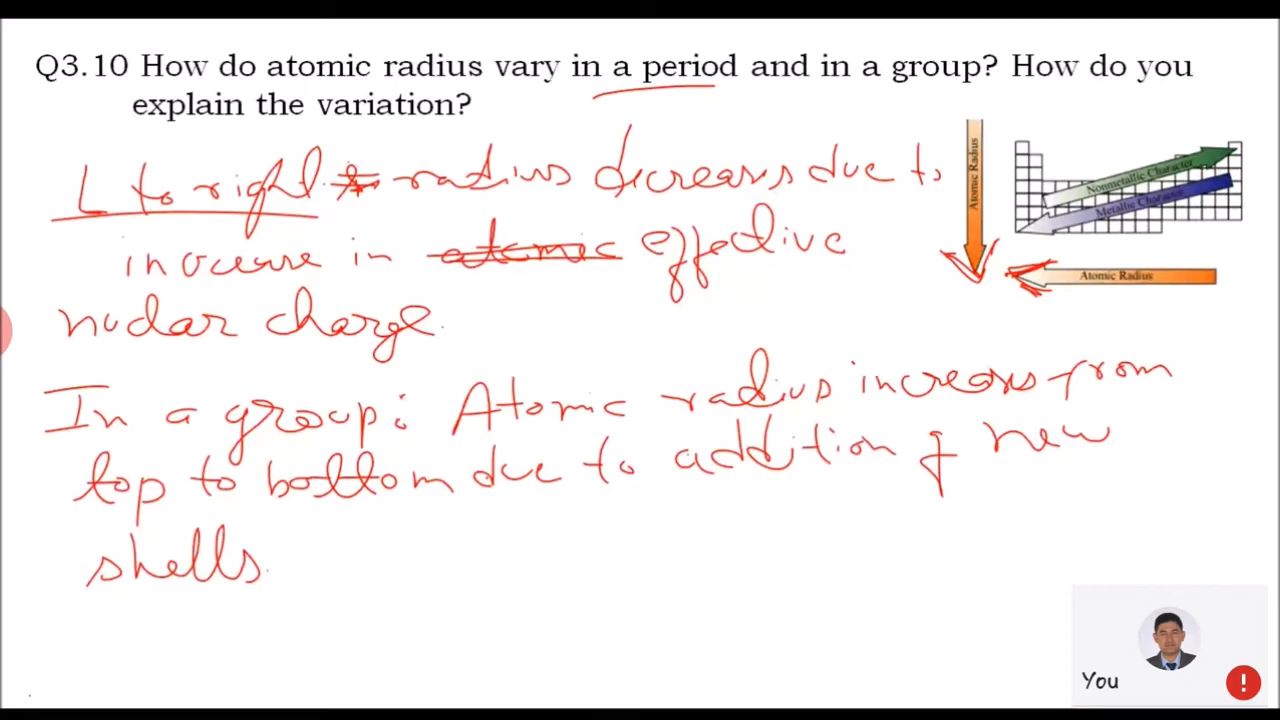 Q3.10 How do atomic radius vary in a period and in a group? How do you
explain the variation?
L to right radius decreases due to
increase in atomic effective
nuclear charge.
In a group: Atomic radius increases from
top to bottom due to addition of new
shells.
Atomic Radius
Nonmetallic Character
Metallic Character
Atomic Radius
You
!